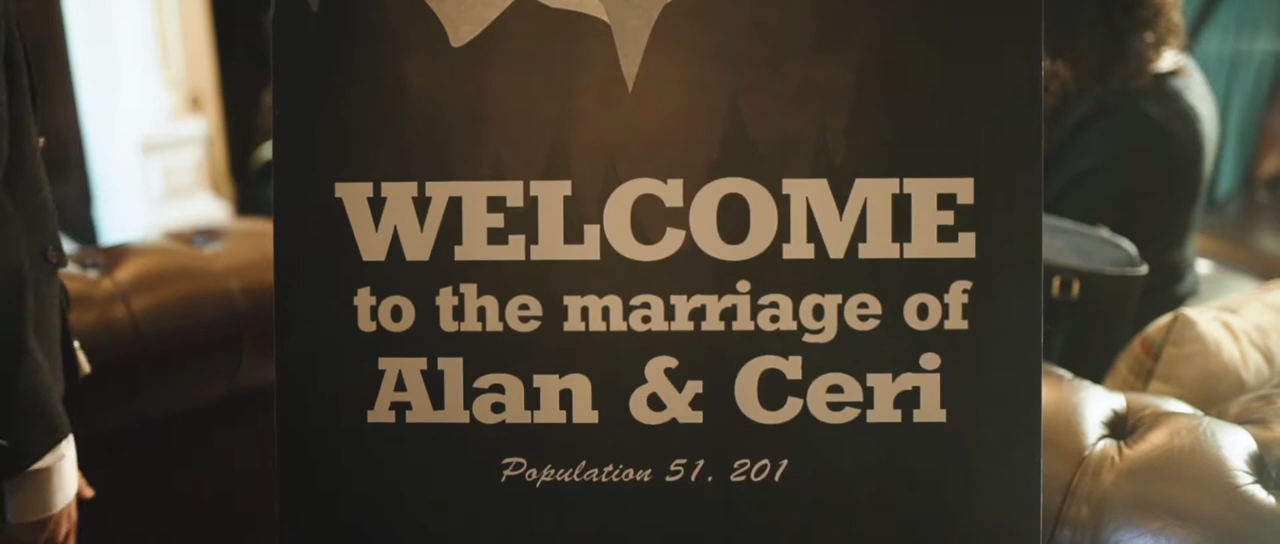 WELCOME
to the marriage of
Alan & Ceri
Population 51. 201